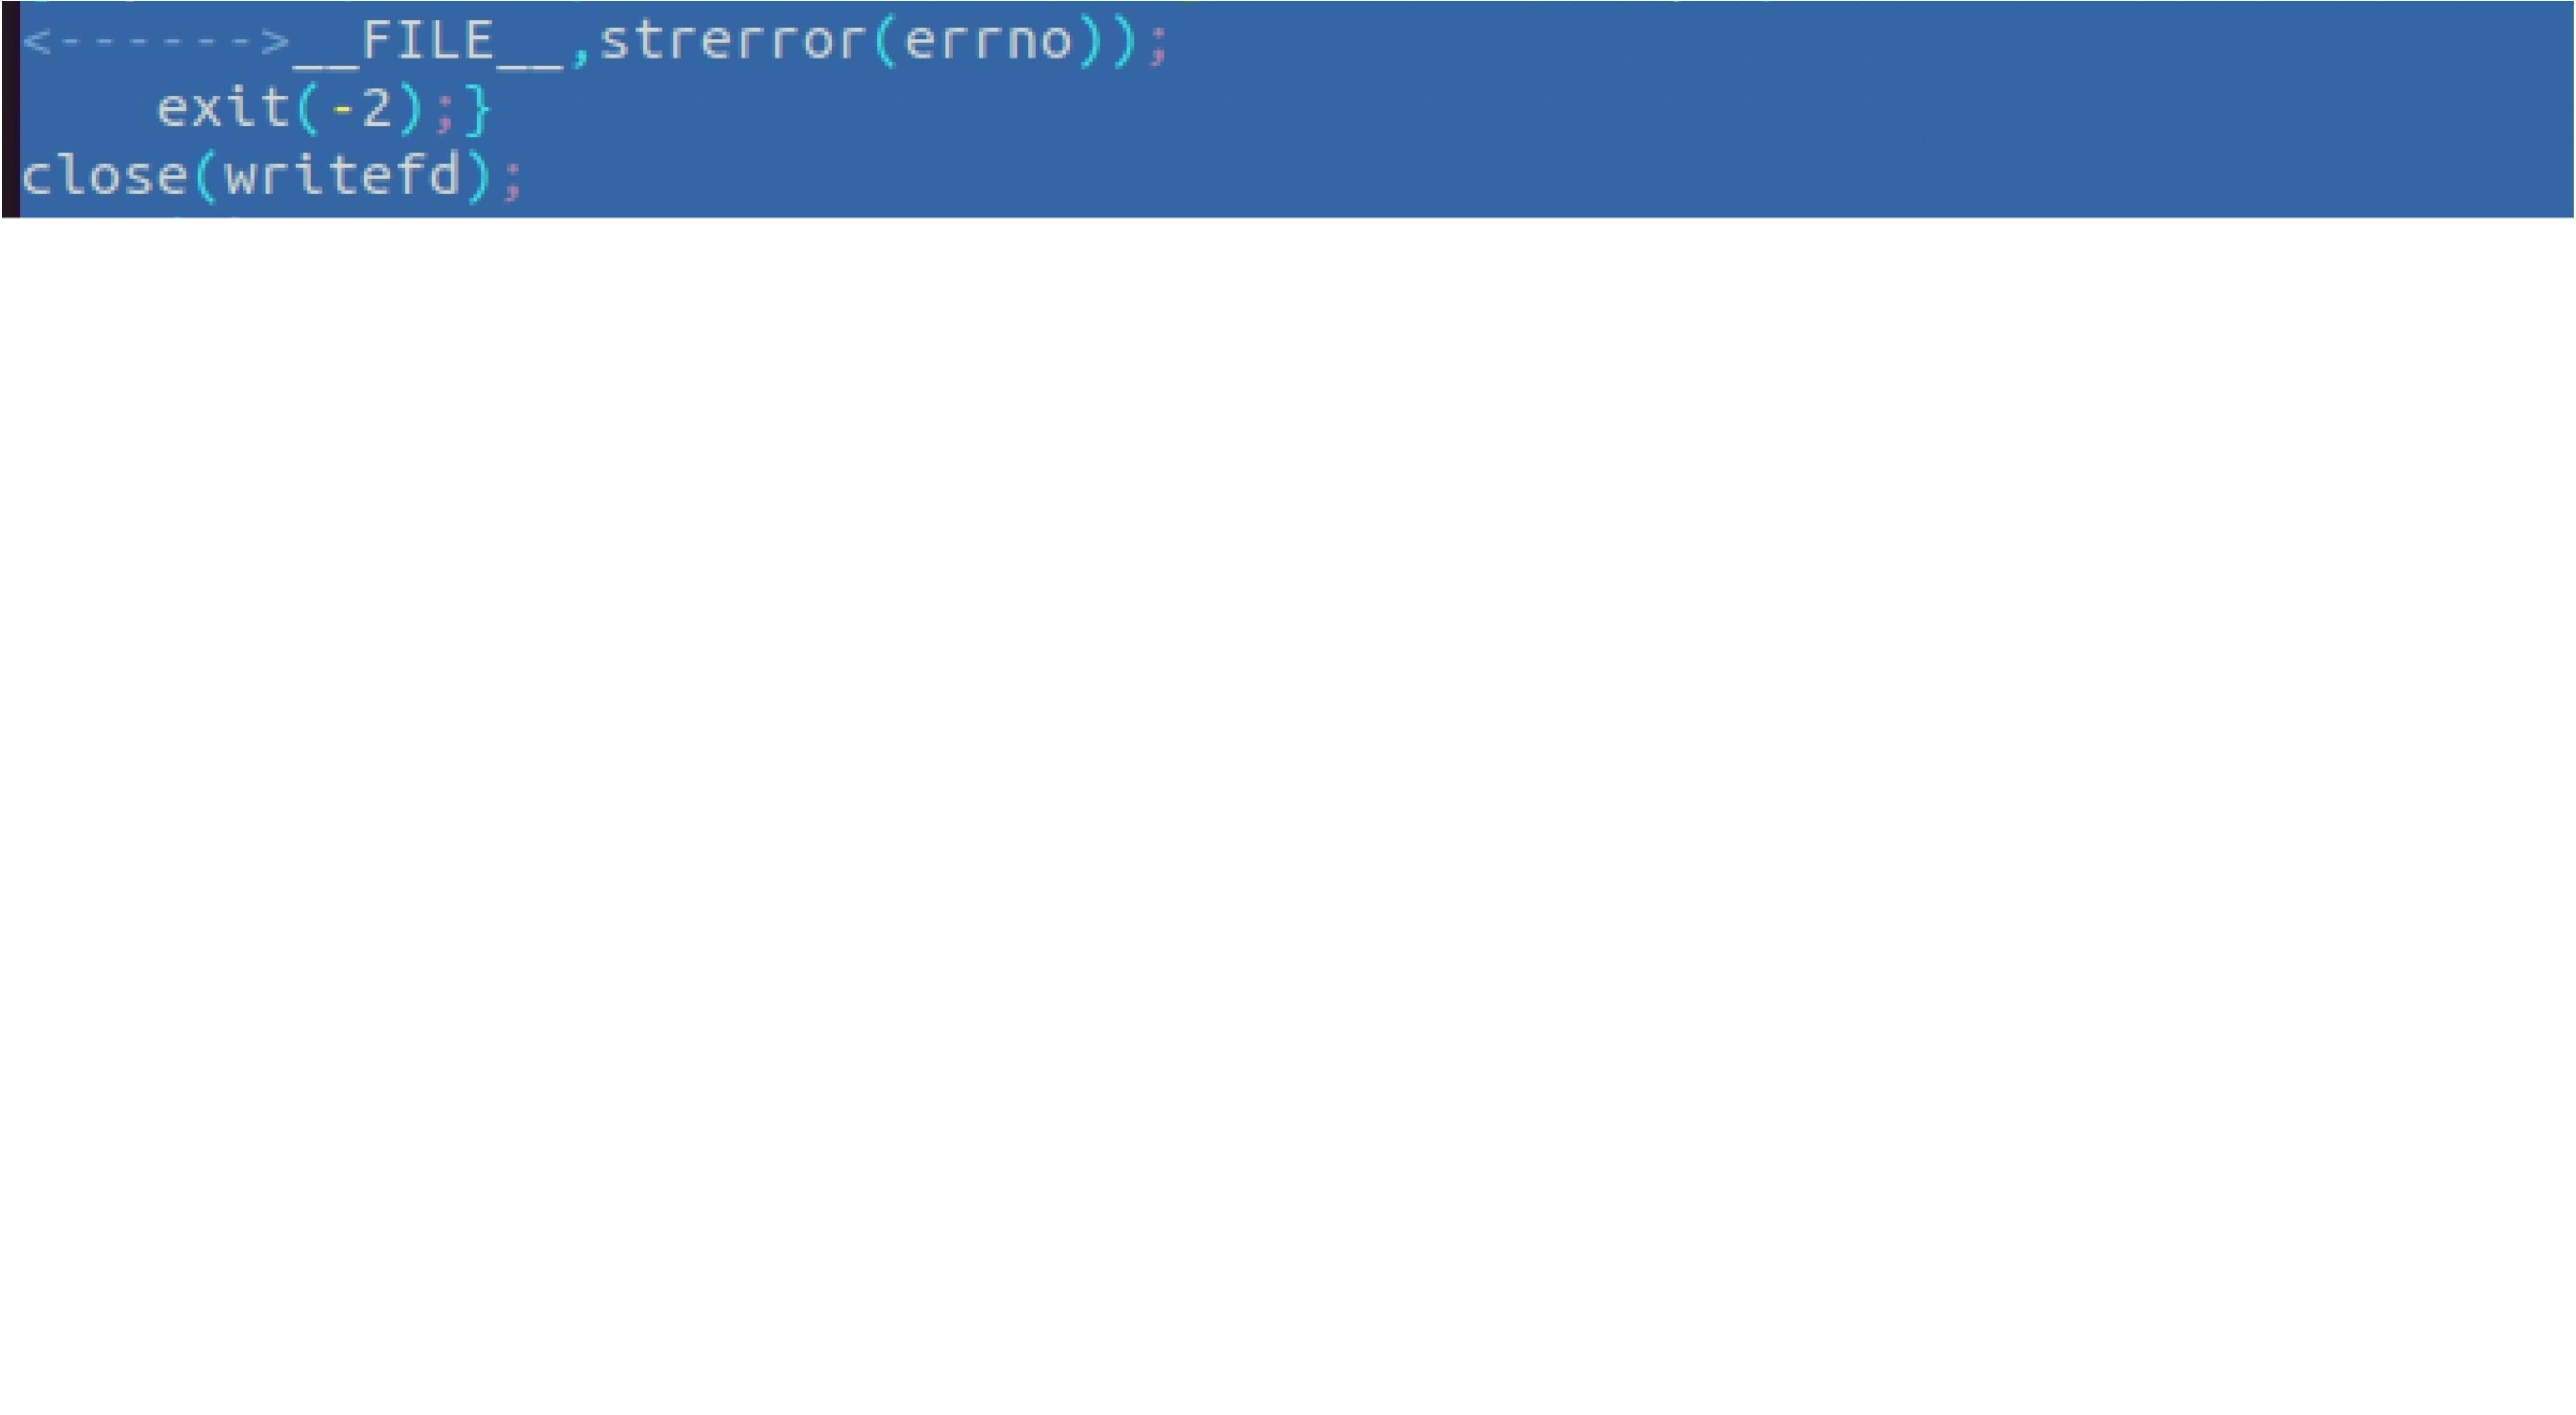 <------>__FILE__,strerror(errno));
exit(-2);}
close(writefd);